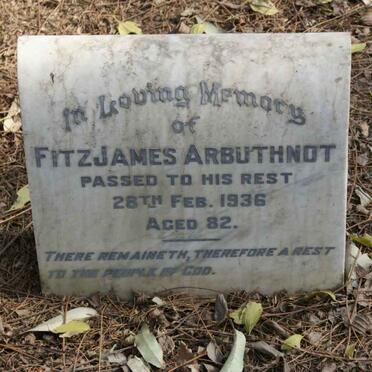 In Loving Memory
of
FITZJAMES ARBUTHNOT
PASSED TO HIS REST
28TH FEB. 1936
AGED 82.
THERE REMAINETH, THEREFORE A REST
TO THE PEOPLE OF GOD.